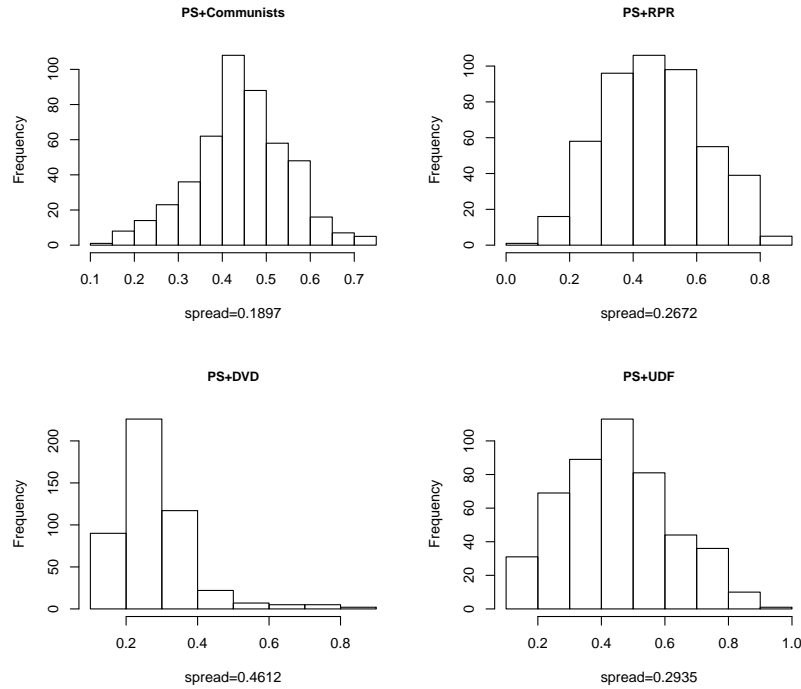 PS+Communists
Frequency
0 20 40 60 80 100
0.1 0.2 0.3 0.4 0.5 0.6 0.7
spread=0.1897
PS+RPR
Frequency
0 20 40 60 80 100
0.0 0.2 0.4 0.6 0.8
spread=0.2672
PS+DVD
Frequency
0 50 100 150 200
0.2 0.4 0.6 0.8
spread=0.4612
PS+UDF
Frequency
0 20 40 60 80 100
0.2 0.4 0.6 0.8 1.0
spread=0.2935